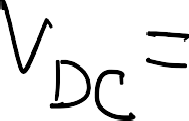 V_DC =